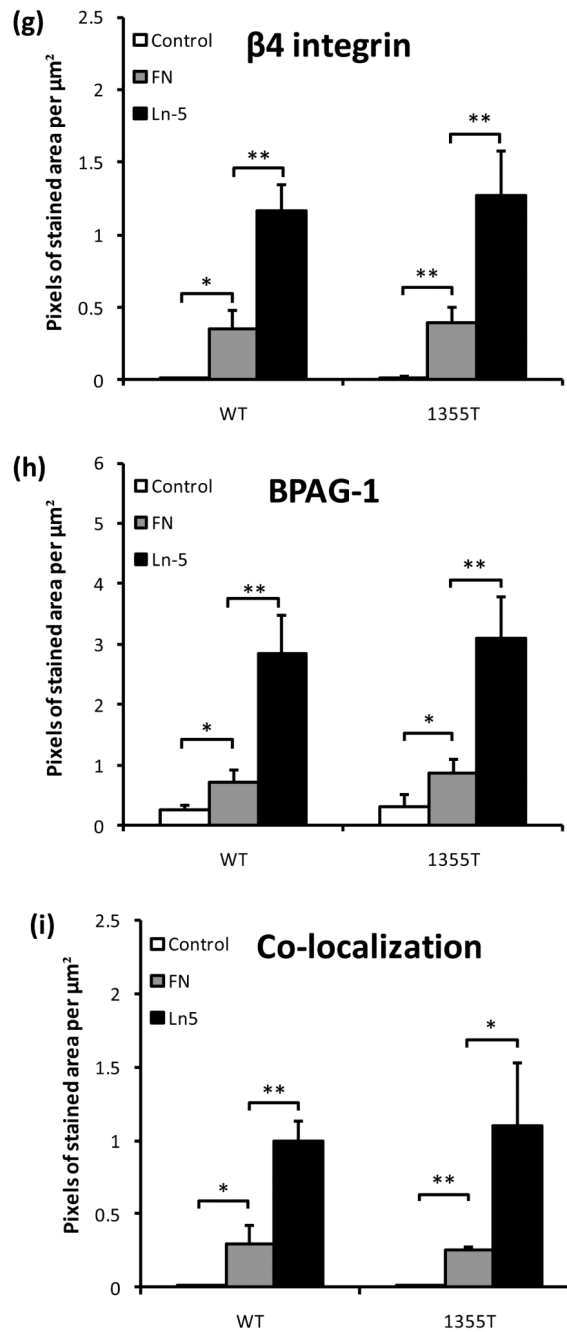 (g)
β4 integrin
Control
FN
Ln-5
Pixels of stained area per µm²
2.5
2
1.5
1
0.5
0
**
*
**
**
WT
1355T
(h)
BPAG-1
Control
FN
Ln-5
Pixels of stained area per µm²
6
5
4
3
2
1
0
**
*
**
*
WT
1355T
(i)
Co-localization
Control
FN
Ln5
Pixels of stained area per µm²
2.5
2
1.5
1
0.5
0
**
*
*
**
WT
1355T